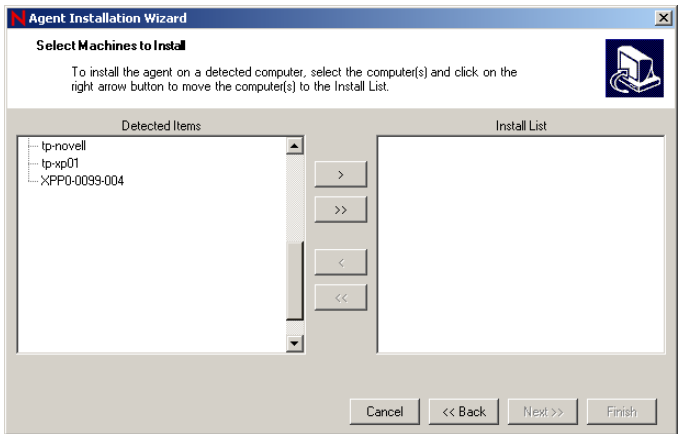 Agent Installation Wizard
Select Machines to Install
To install the agent on a detected computer, select the computer(s) and click on the
right arrow button to move the computer(s) to the Install List.
Detected Items
Install List
tp-novell
tp-xp01
XPP0-0099-004
>
>>
<
<<
Cancel
<< Back
Next >>
Finish